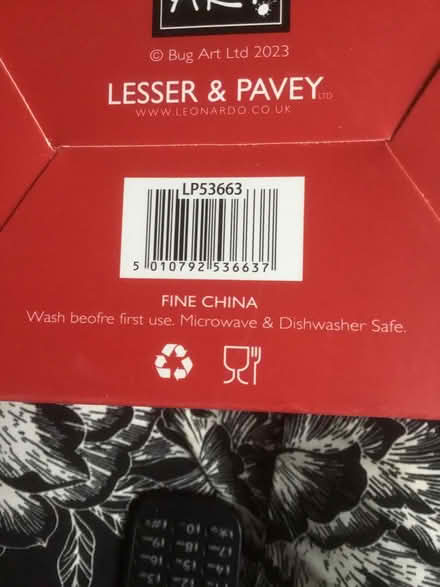 ART
© Bug Art Ltd 2023
LESSER & PAVEY LTD
WWW.LEONARDO.CO.UK
LP53663
5 010792 536637
FINE CHINA
Wash beofre first use. Microwave & Dishwasher Safe.